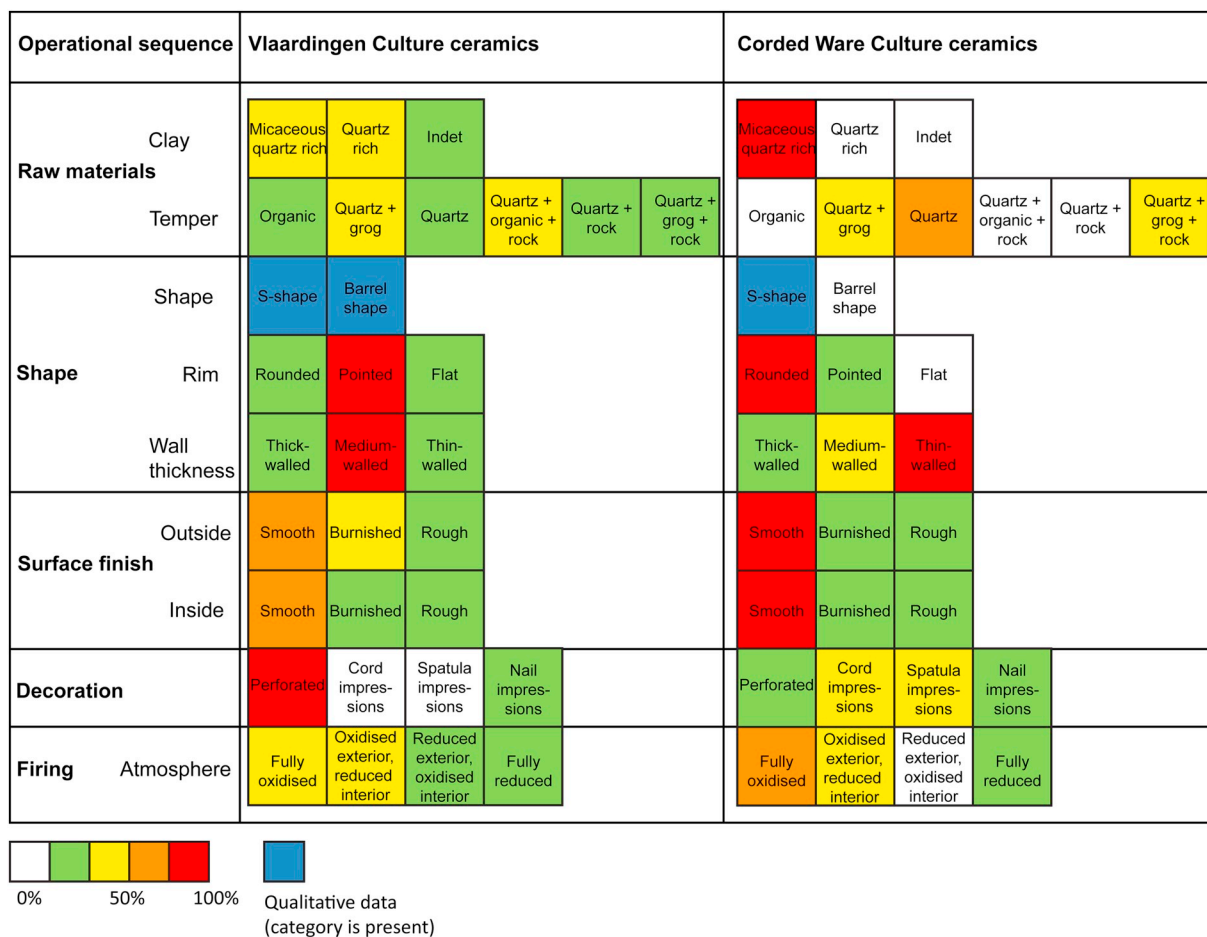 Operational sequence
Vlaardingen Culture ceramics
Corded Ware Culture ceramics
Raw materials
Clay
Micaceous
quartz rich
Quartz
rich
Indet
Micaceous
quartz rich
Quartz
rich
Indet
Temper
Organic
Quartz +
grog
Quartz
Quartz +
organic +
rock
Quartz +
rock
Quartz +
grog +
rock
Organic
Quartz +
grog
Quartz
Quartz +
organic +
rock
Quartz +
rock
Quartz +
grog +
rock
Shape
Shape
S-shape
Barrel
shape
S-shape
Barrel
shape
Rim
Rounded
Pointed
Flat
Rounded
Pointed
Flat
Wall
thickness
Thick-
walled
Medium-
walled
Thin-
walled
Thick-
walled
Medium-
walled
Thin-
walled
Surface finish
Outside
Smooth
Burnished
Rough
Smooth
Burnished
Rough
Inside
Smooth
Burnished
Rough
Smooth
Burnished
Rough
Decoration
Perforated
Cord
impres-
sions
Spatula
impres-
sions
Nail
impres-
sions
Perforated
Cord
impres-
sions
Spatula
impres-
sions
Nail
impres-
sions
Firing
Atmosphere
Fully
oxidised
Oxidised
exterior,
reduced
interior
Reduced
exterior,
oxidised
interior
Fully
reduced
Fully
oxidised
Oxidised
exterior,
reduced
interior
Reduced
exterior,
oxidised
interior
Fully
reduced
0%
50%
100%
Qualitative data
(category is present)